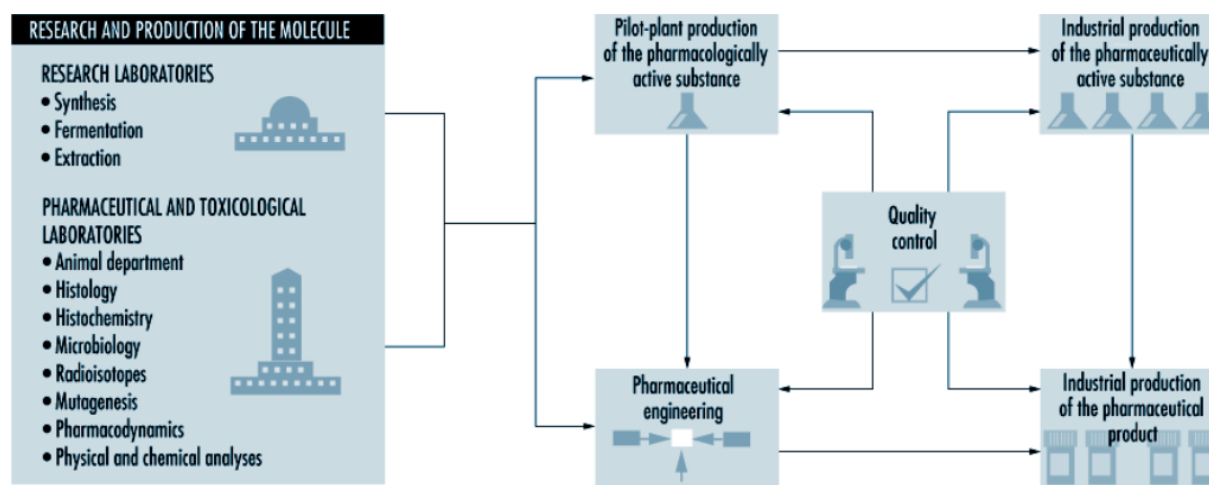 RESEARCH AND PRODUCTION OF THE MOLECULE
RESEARCH LABORATORIES
• Synthesis
• Fermentation
• Extraction
PHARMACEUTICAL AND TOXICOLOGICAL
LABORATORIES
• Animal department
• Histology
• Histochemistry
• Microbiology
• Radioisotopes
• Mutagenesis
• Pharmacodynamics
• Physical and chemical analyses
Pilot-plant production
of the pharmacologically
active substance
Industrial production
of the pharmaceutically
active substance
Quality
control
Pharmaceutical
engineering
Industrial production
of the pharmaceutical
product